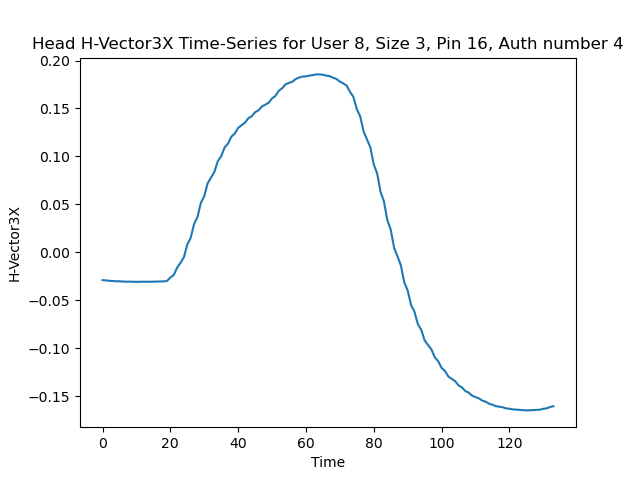 Head H-Vector3X Time-Series for User 8, Size 3, Pin 16, Auth number 4
0.20
0.15
0.10
0.05
0.00
−0.05
−0.10
−0.15
H-Vector3X
0 20 40 60 80 100 120
Time